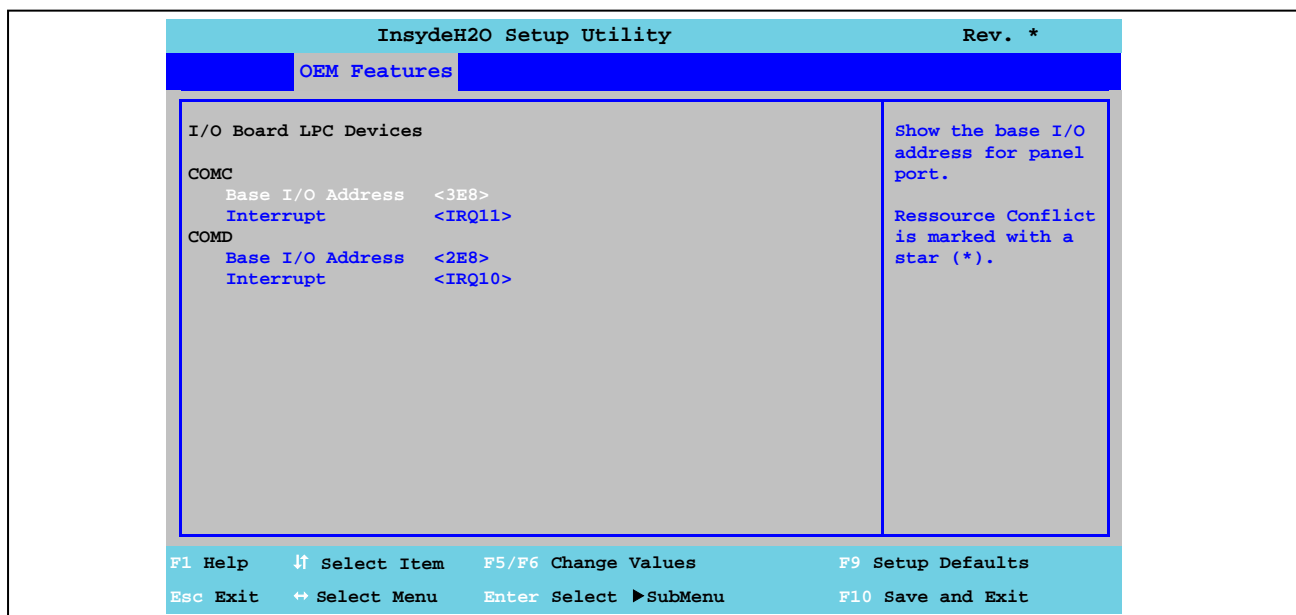 InsydeH2O Setup Utility Rev. *
OEM Features
I/O Board LPC Devices
COMC
Base I/O Address <3E8>
Interrupt <IRQ11>
COMD
Base I/O Address <2E8>
Interrupt <IRQ10>
Show the base I/O
address for panel
port.
Ressource Conflict
is marked with a
star (*).
F1 Help ↓↑ Select Item F5/F6 Change Values F9 Setup Defaults
Esc Exit ↔ Select Menu Enter Select ▶SubMenu F10 Save and Exit